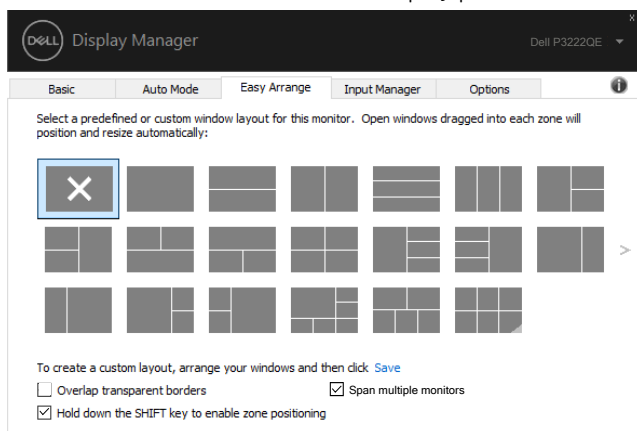 DELL Display Manager
Dell P3222QE
Basic Auto Mode Easy Arrange Input Manager Options
Select a predefined or custom window layout for this monitor. Open windows dragged into each zone will
position and resize automatically:
To create a custom layout, arrange your windows and then click Save
Overlap transparent borders
Span multiple monitors
Hold down the SHIFT key to enable zone positioning